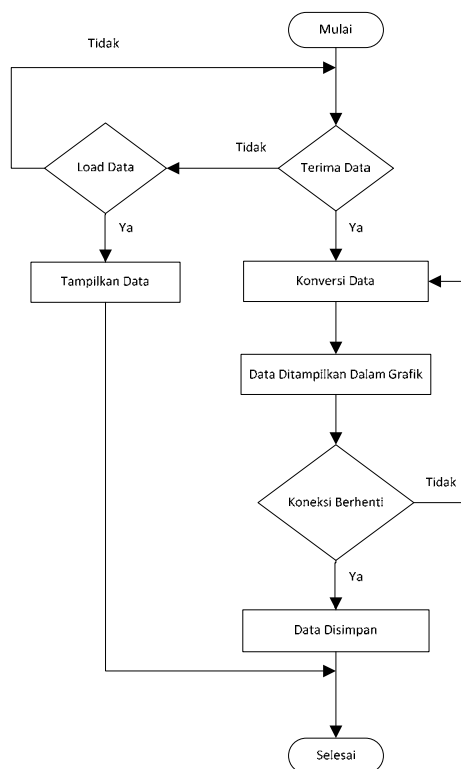 Mulai
Tidak
Load Data
Tidak
Terima Data
Ya
Ya
Tampilkan Data
Konversi Data
Data Ditampilkan Dalam Grafik
Koneksi Berhenti
Tidak
Ya
Data Disimpan
Selesai